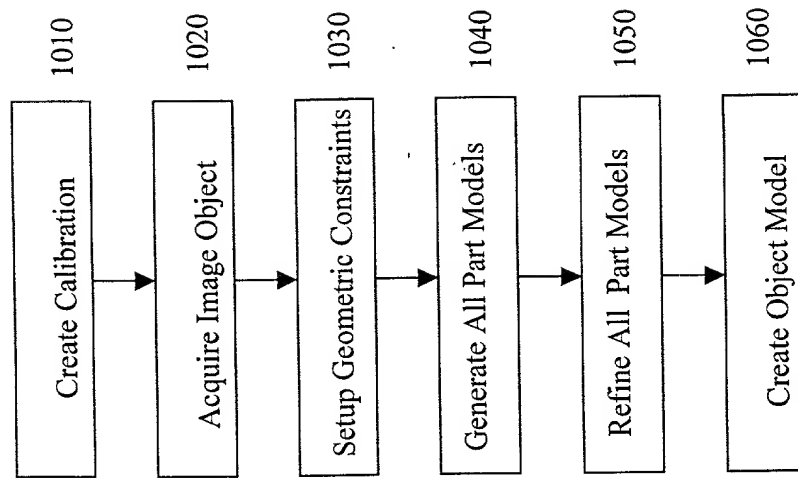 Create Calibration 1010
Acquire Image Object 1020
Setup Geometric Constraints 1030
Generate All Part Models 1040
Refine All Part Models 1050
Create Object Model 1060